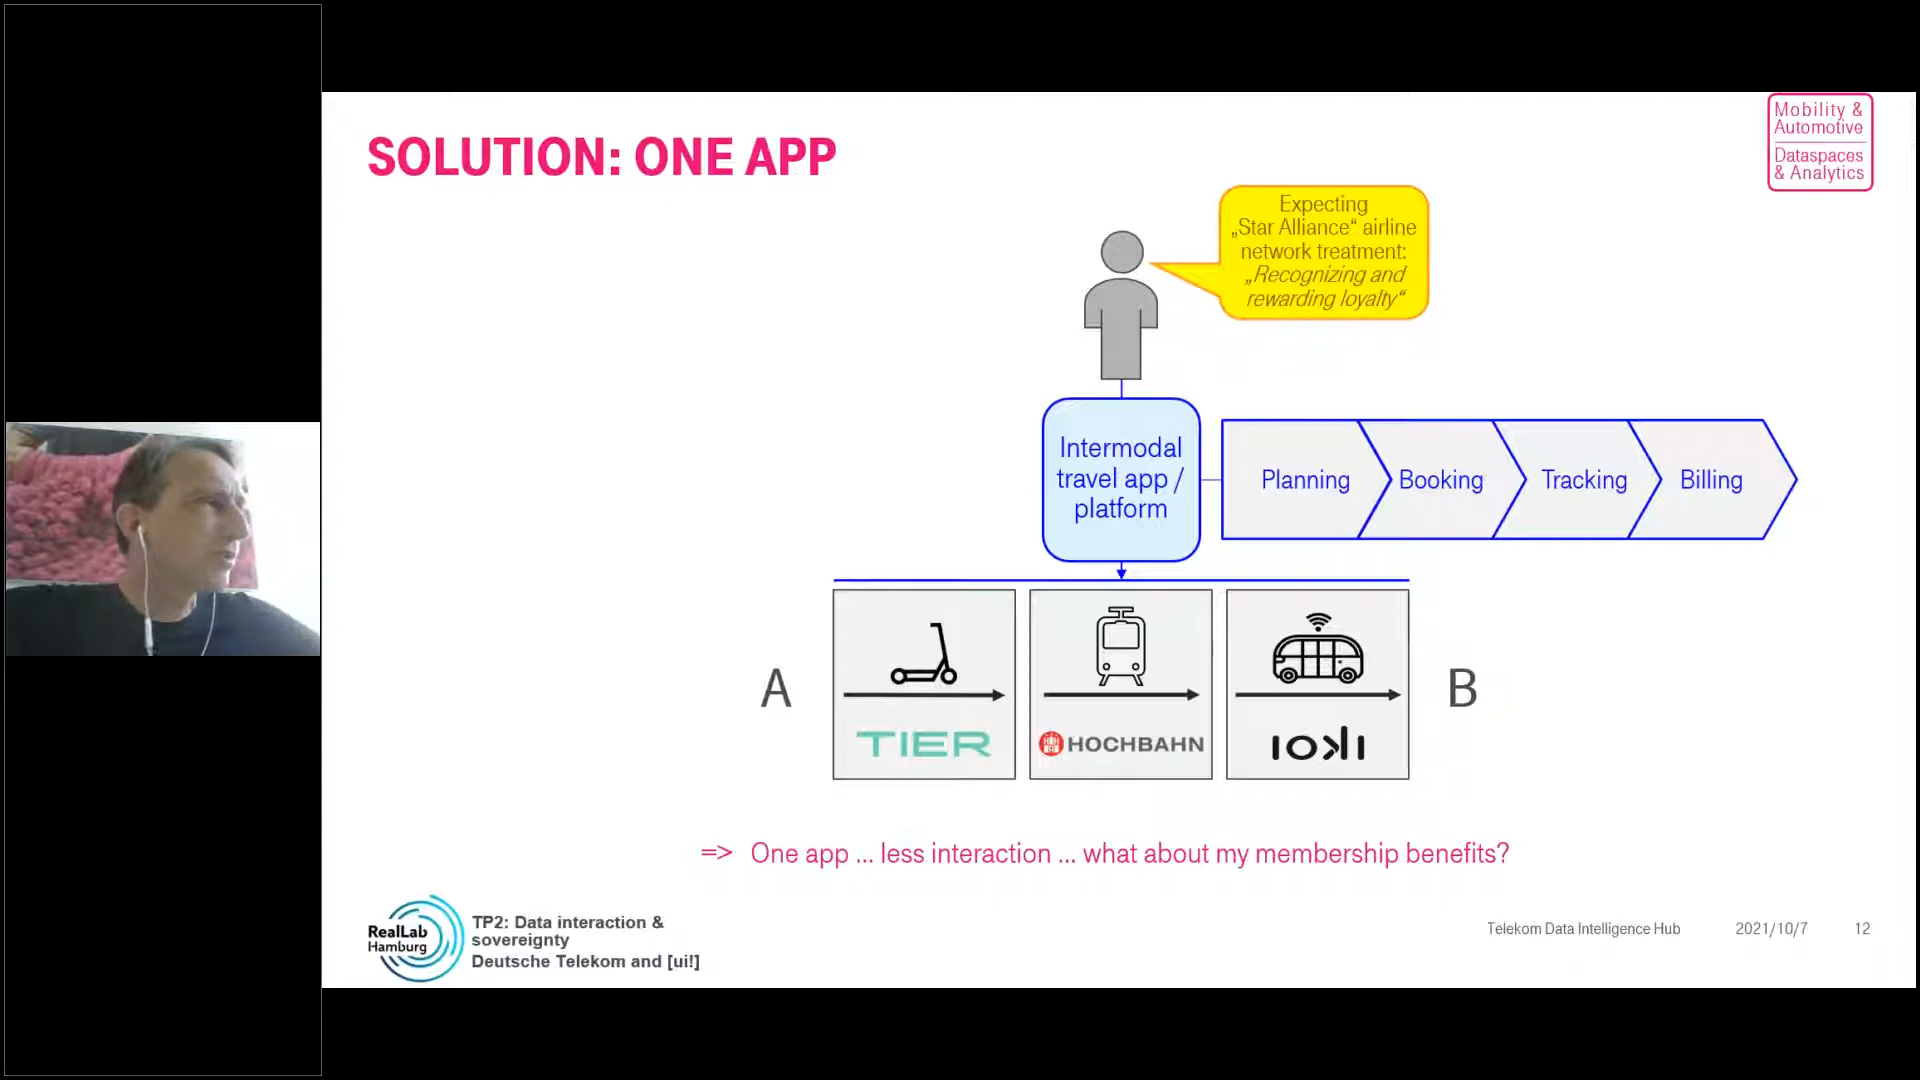 SOLUTION: ONE APP
Mobility &
Automotive
Dataspaces
& Analytics
Expecting
„Star Alliance“ airline
network treatment:
„Recognizing and
rewarding loyalty“
Intermodal
travel app /
platform
Planning
Booking
Tracking
Billing
A
TIER
HOCHBAHN
ioki
B
=> One app ... less interaction ... what about my membership benefits?
RealLab
Hamburg
TP2: Data interaction &
sovereignty
Deutsche Telekom and [ui!]
Telekom Data Intelligence Hub
2021/10/7
12